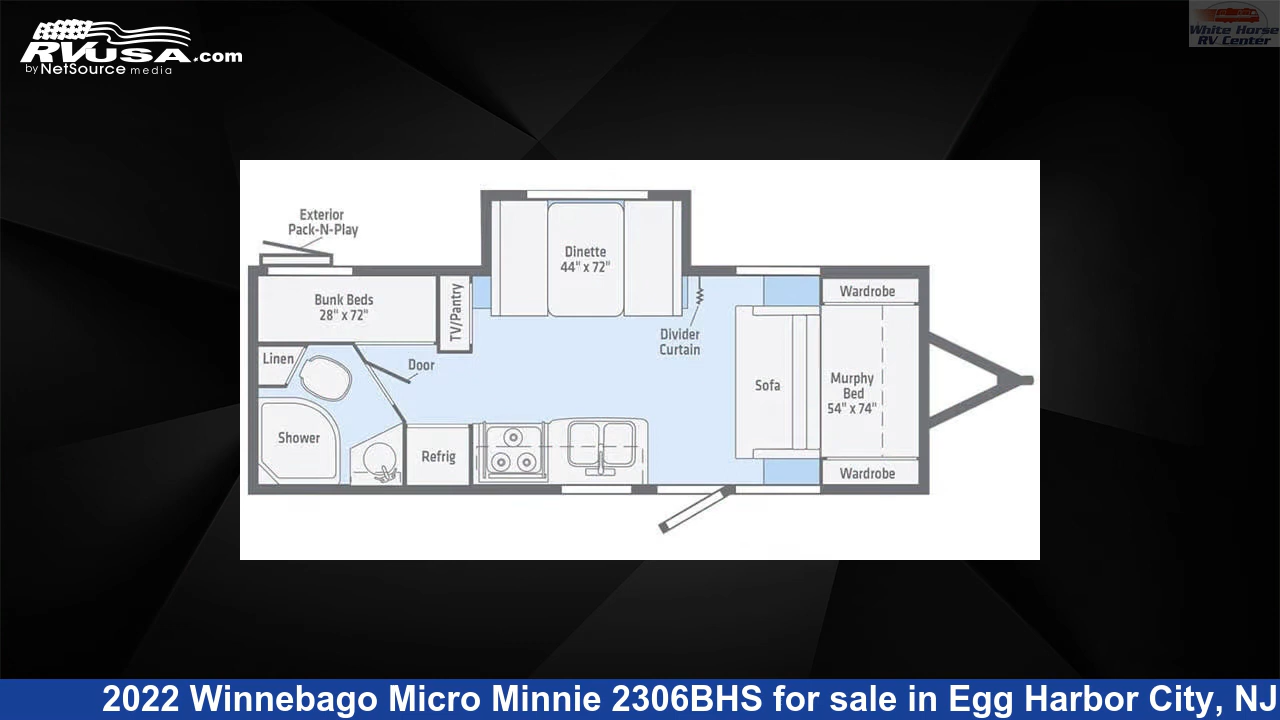 RVUSA.com
by NetSource media
White Horse
RV Center
Exterior
Pack-N-Play
Dinette
44" x 72"
Bunk Beds
28" x 72"
TV/Pantry
Wardrobe
Divider
Curtain
Linen
Door
Sofa
Murphy
Bed
54" x 74"
Shower
Refrig
Wardrobe
2022 Winnebago Micro Minnie 2306BHS for sale in Egg Harbor City, NJ